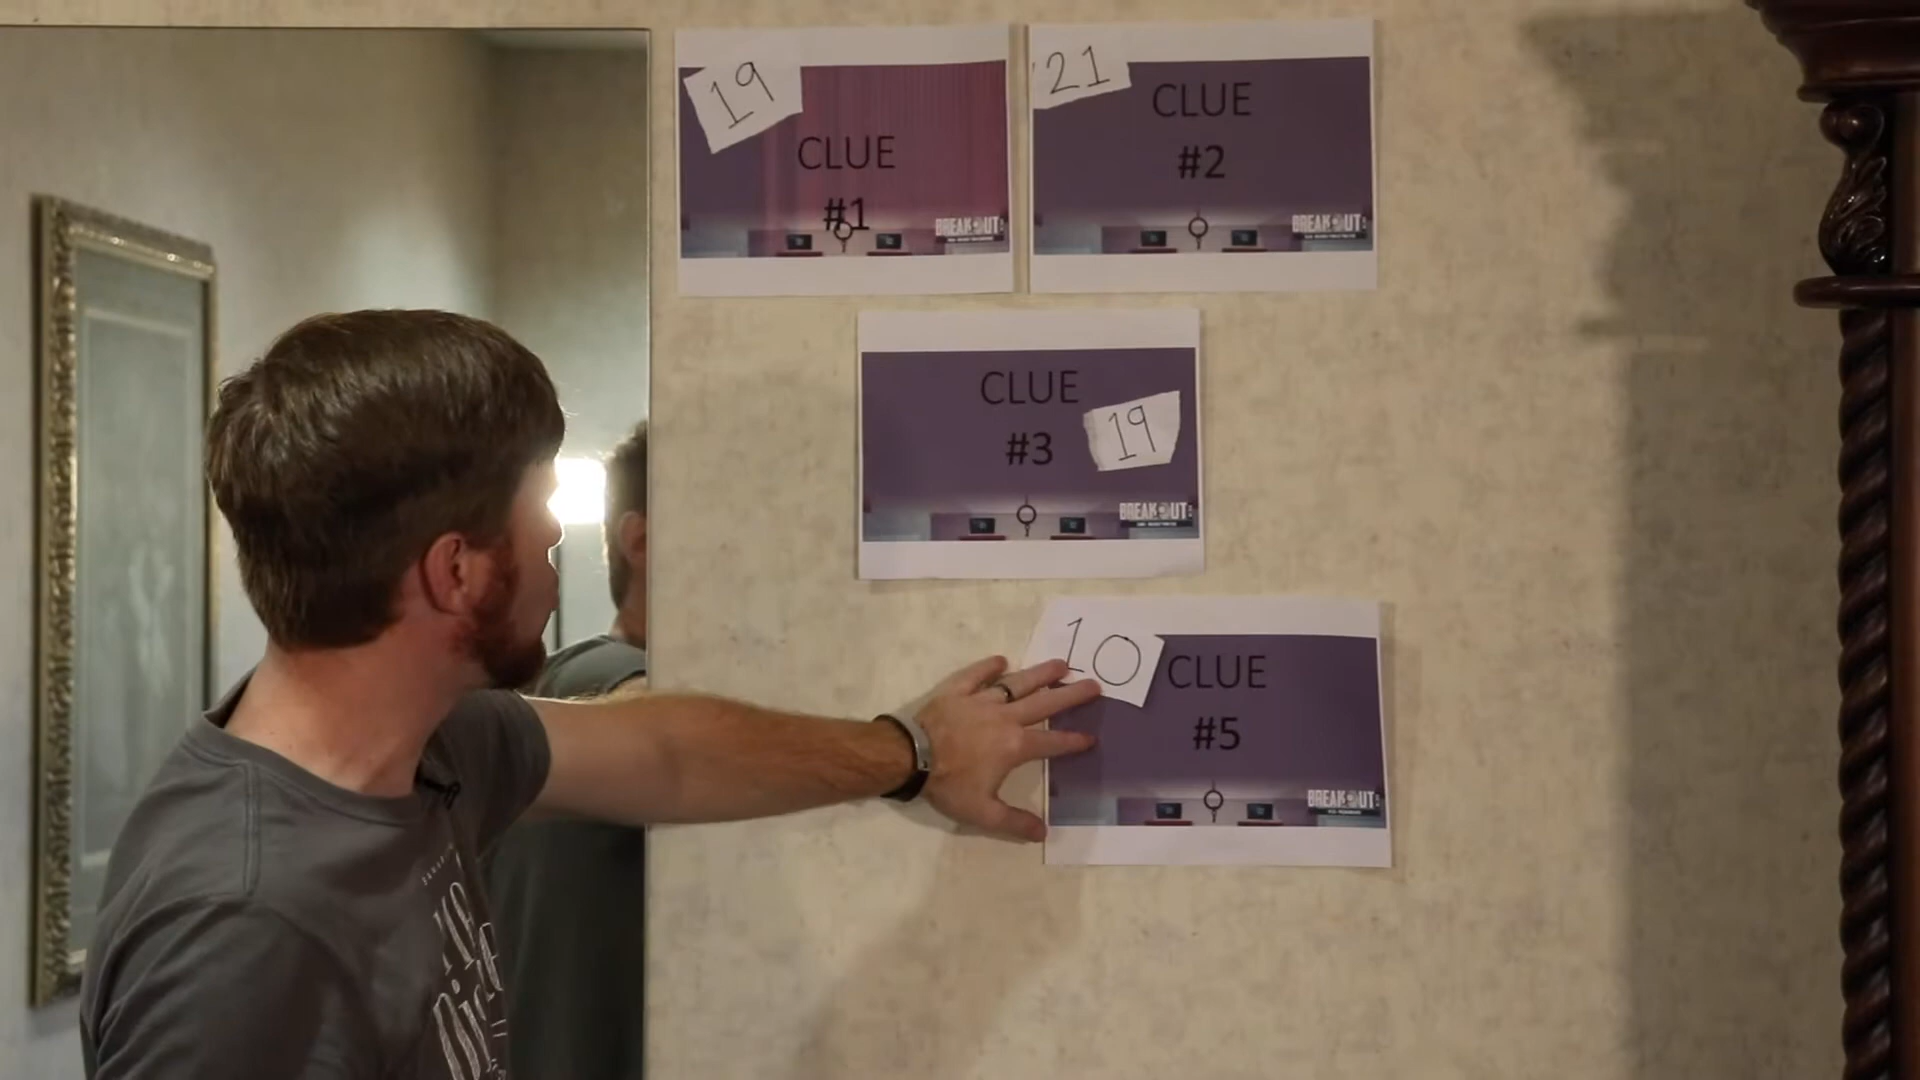 19
CLUE
#1
BREAKOUT
21
CLUE
#2
BREAKOUT
CLUE
#3
19
BREAKOUT
10
CLUE
#5
BREAKOUT